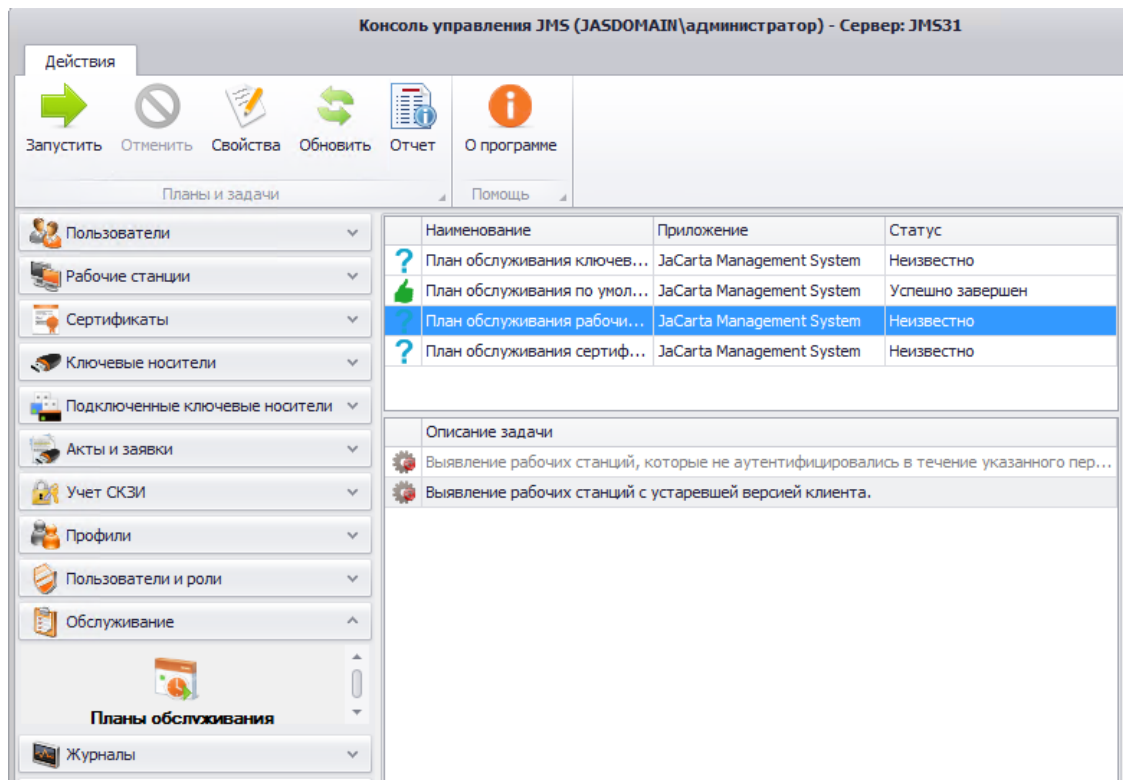 Консоль управления JMS (JASDOMAIN\администратор) - Сервер: JMS31
Действия
Запустить Отменить Свойства Обновить Отчет О программе
Планы и задачи Помощь
Пользователи
Рабочие станции
Сертификаты
Ключевые носители
Подключенные ключевые носители
Акты и заявки
Учет СКЗИ
Профили
Пользователи и роли
Обслуживание
Планы обслуживания
Журналы
Наименование Приложение Статус
План обслуживания ключев... JaCarta Management System Неизвестно
План обслуживания по умол... JaCarta Management System Успешно завершен
План обслуживания рабочи... JaCarta Management System Неизвестно
План обслуживания сертиф... JaCarta Management System Неизвестно
Описание задачи
Выявление рабочих станций, которые не аутентифицировались в течение указанного пер...
Выявление рабочих станций с устаревшей версией клиента.